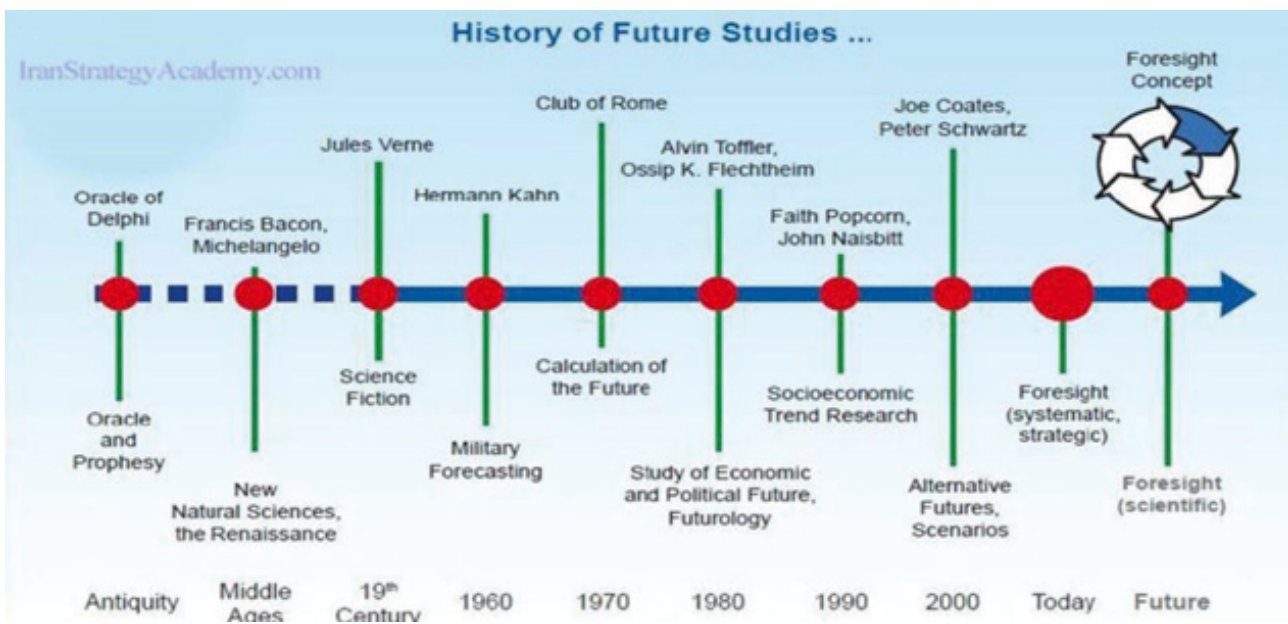 History of Future Studies ...
IranStrategyAcademy.com
Oracle of
Delphi
Francis Bacon,
Michelangelo
Jules Verne
Hermann Kahn
Club of Rome
Alvin Toffler,
Ossip K. Flechtheim
Faith Popcorn,
John Naisbitt
Joe Coates,
Peter Schwartz
Foresight
Concept
Oracle
and
Prophesy
New
Natural Sciences,
the Renaissance
Science
Fiction
Military
Forecasting
Calculation of
the Future
Study of Economic
and Political Future,
Futurology
Socioeconomic
Trend Research
Alternative
Futures,
Scenarios
Foresight
(systematic,
strategic)
Foresight
(scientific)
Antiquity
Middle
Ages
19th
Century
1960
1970
1980
1990
2000
Today
Future